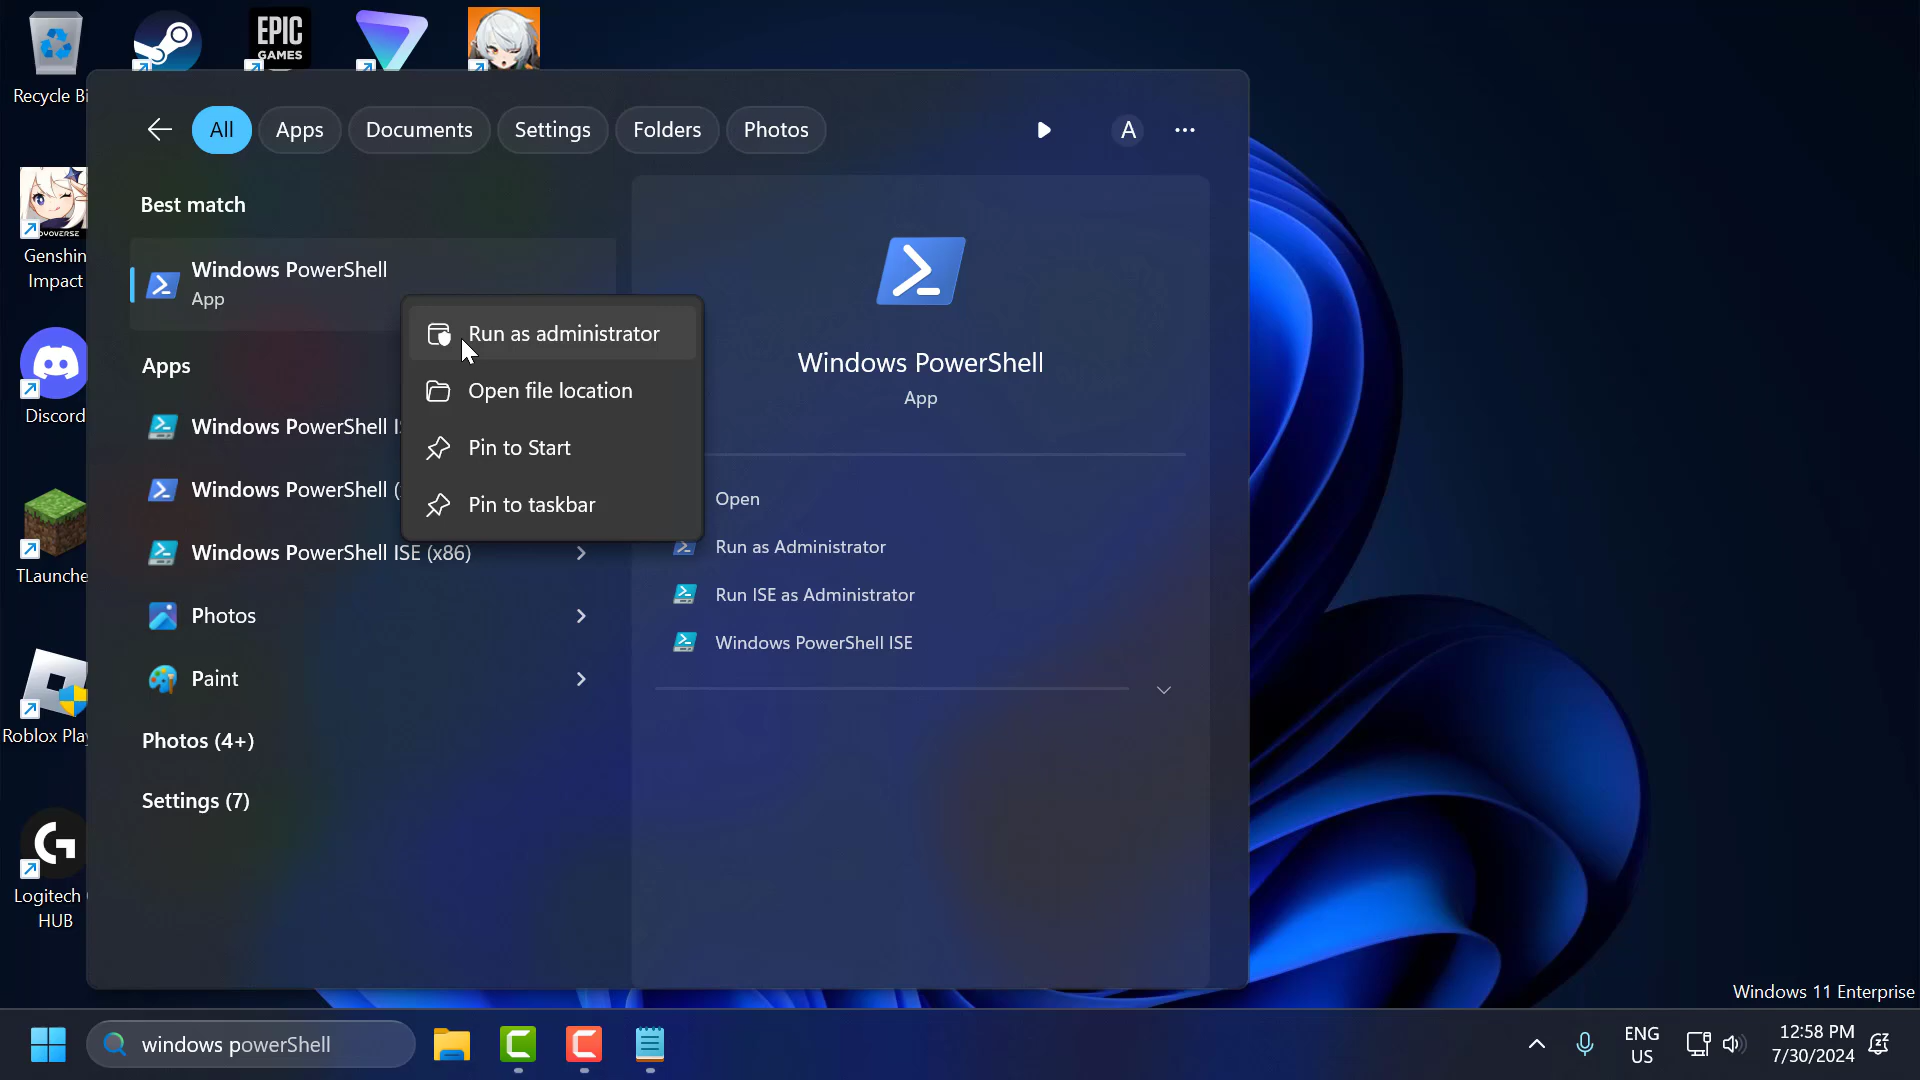 EPIC
GAMES
Recycle Bi
All
Apps
Documents
Settings
Folders
Photos
A
Best match
Windows PowerShell
App
Run as administrator
Open file location
Pin to Start
Pin to taskbar
Apps
Windows PowerShell I
Windows PowerShell (
Windows PowerShell ISE (x86)
Photos
Paint
Photos (4+)
Settings (7)
Windows PowerShell
App
Open
Run as Administrator
Run ISE as Administrator
Windows PowerShell ISE
Genshin
Impact
Discord
TLaunche
Roblox Pla
Logitech
HUB
Windows 11 Enterprise
windows powerShell
ENG
US
12:58 PM
7/30/2024